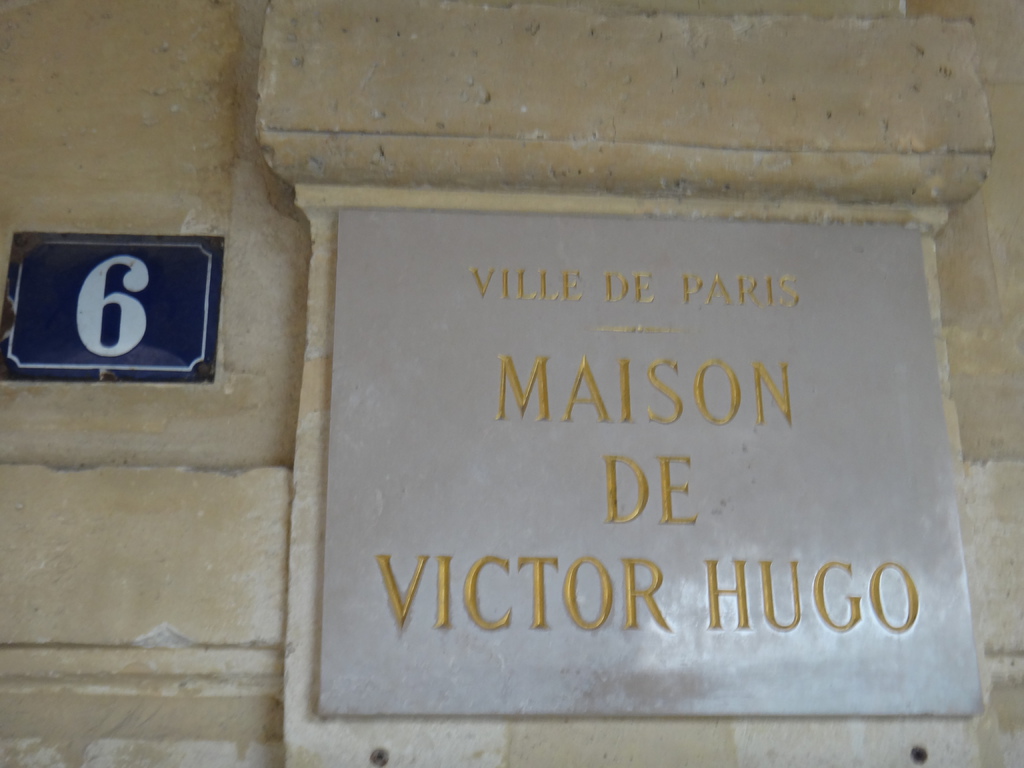 6
VILLE DE PARIS
MAISON
DE
VICTOR HUGO